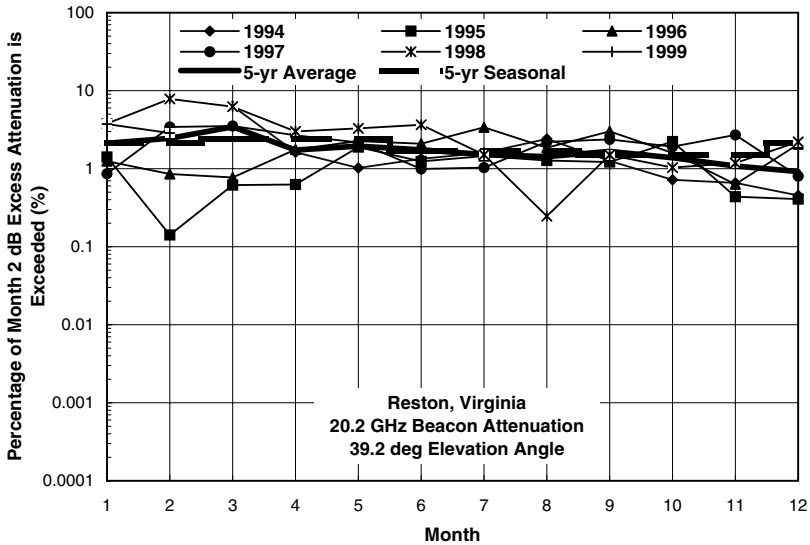 100
10
1
0.1
0.01
0.001
0.0001
Percentage of Month 2 dB Excess Attenuation is
Exceeded (%)
1994
1995
1996
1997
1998
1999
5-yr Average
5-yr Seasonal
Reston, Virginia
20.2 GHz Beacon Attenuation
39.2 deg Elevation Angle
1 2 3 4 5 6 7 8 9 10 11 12
Month